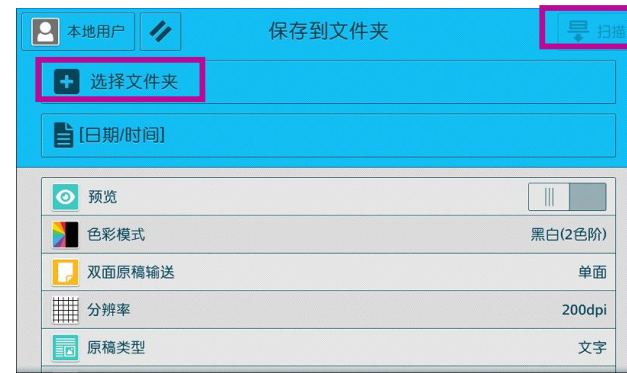 本地用户
保存到文件夹
扫描
选择文件夹
[日期/时间]
预览
色彩模式 黑白(2色阶)
双面原稿输送 单面
分辨率 200dpi
原稿类型 文字